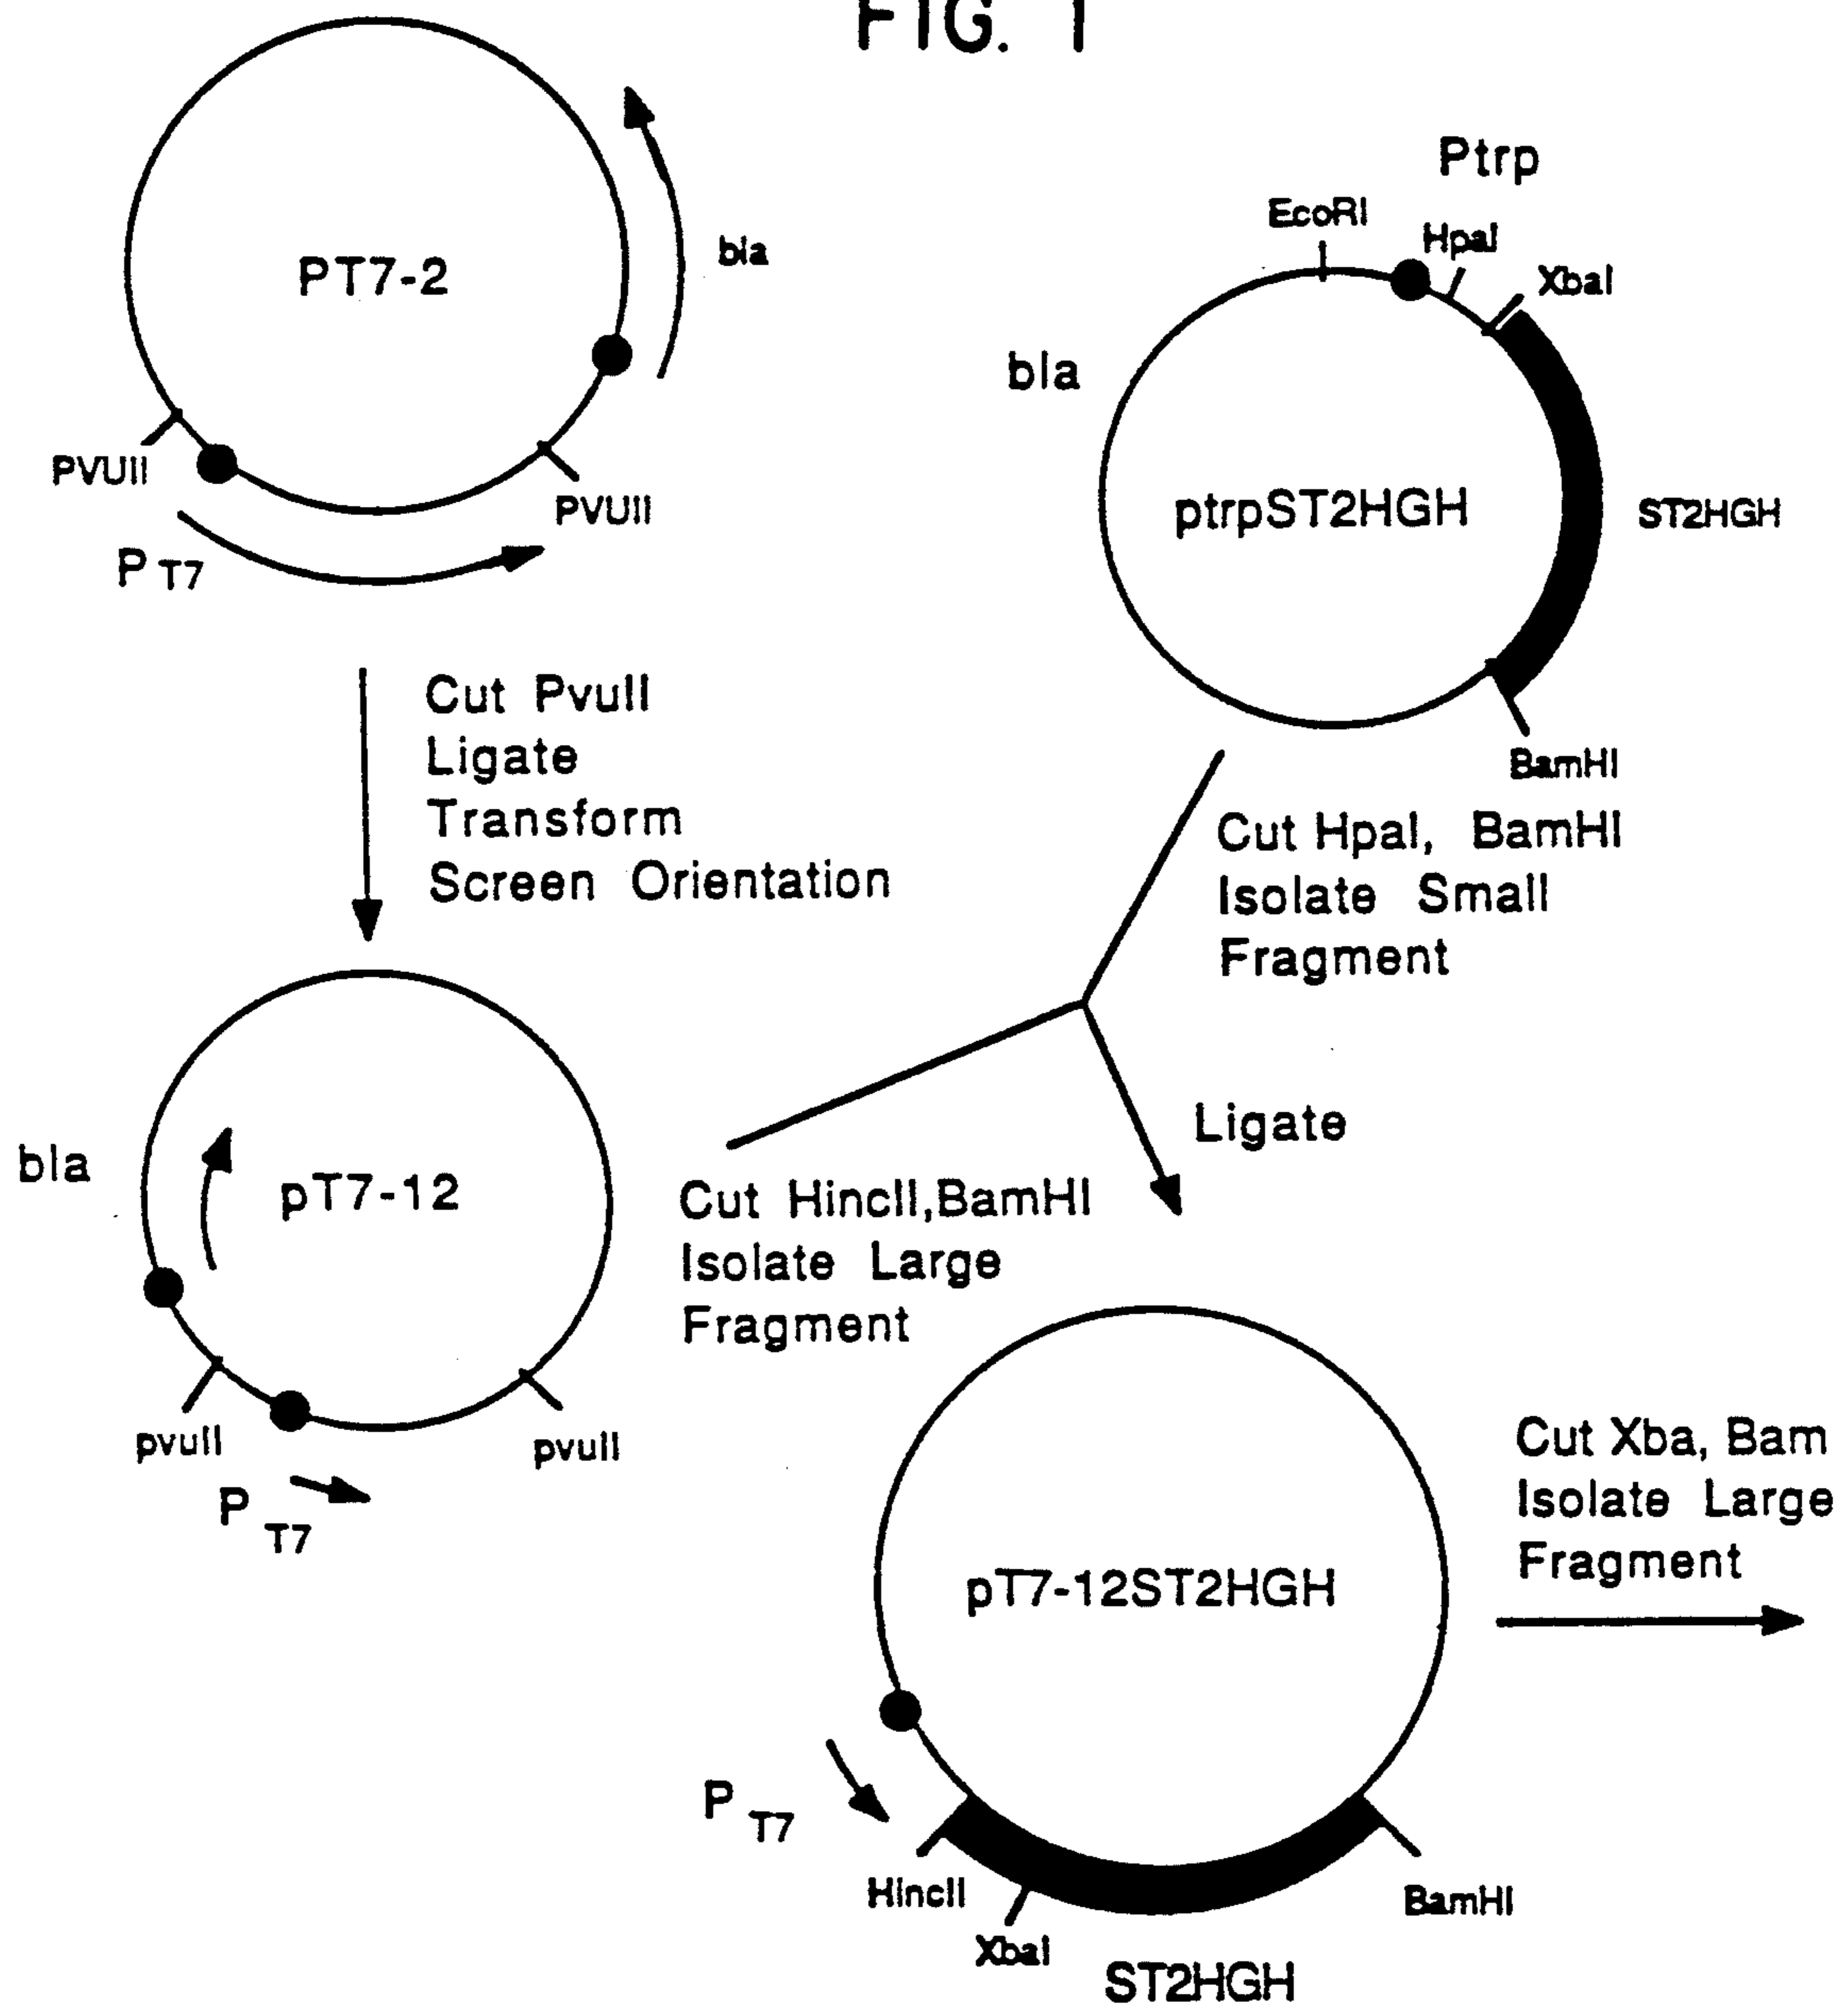 FIG. 1
PT7-2
bla
PVUII
PVUII
P T7
Ptrp
EcoRI
HpaI
XbaI
bla
ptrpST2HGH
ST2HGH
BamHI
Cut PvuII
Ligate
Transform
Screen Orientation
Cut HpaI, BamHI
Isolate Small
Fragment
bla
pT7-12
pvuII
pvuII
P T7
Cut HincII,BamHI
Isolate Large
Fragment
Ligate
pT7-12ST2HGH
P T7
HincII
XbaI
BamHI
ST2HGH
Cut Xba, Bam
Isolate Large
Fragment